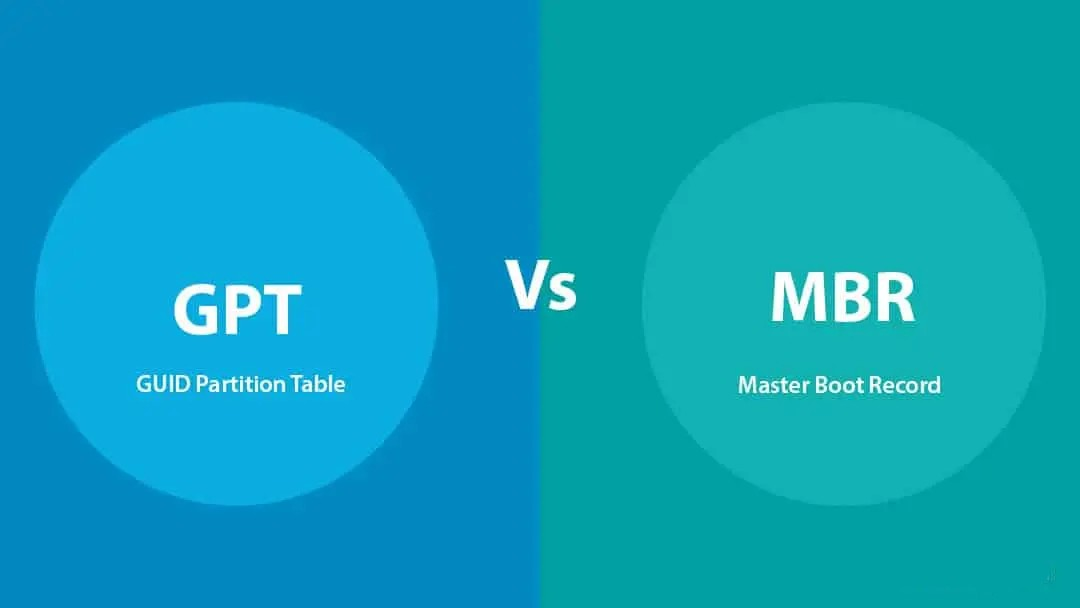 GPT
GUID Partition Table
Vs
MBR
Master Boot Record